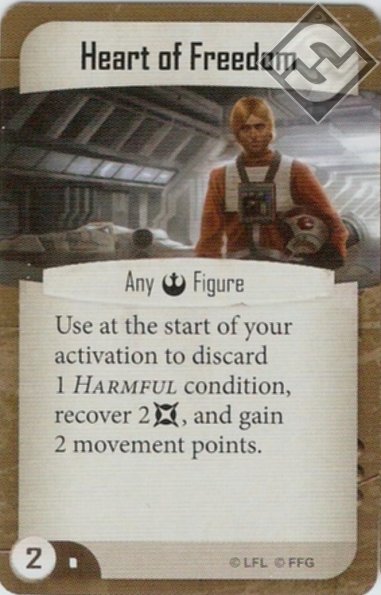 Heart of Freedom
Any Figure
Use at the start of your
activation to discard
1 HARMFUL condition,
recover 2, and gain
2 movement points.
2
© LFL © FFG